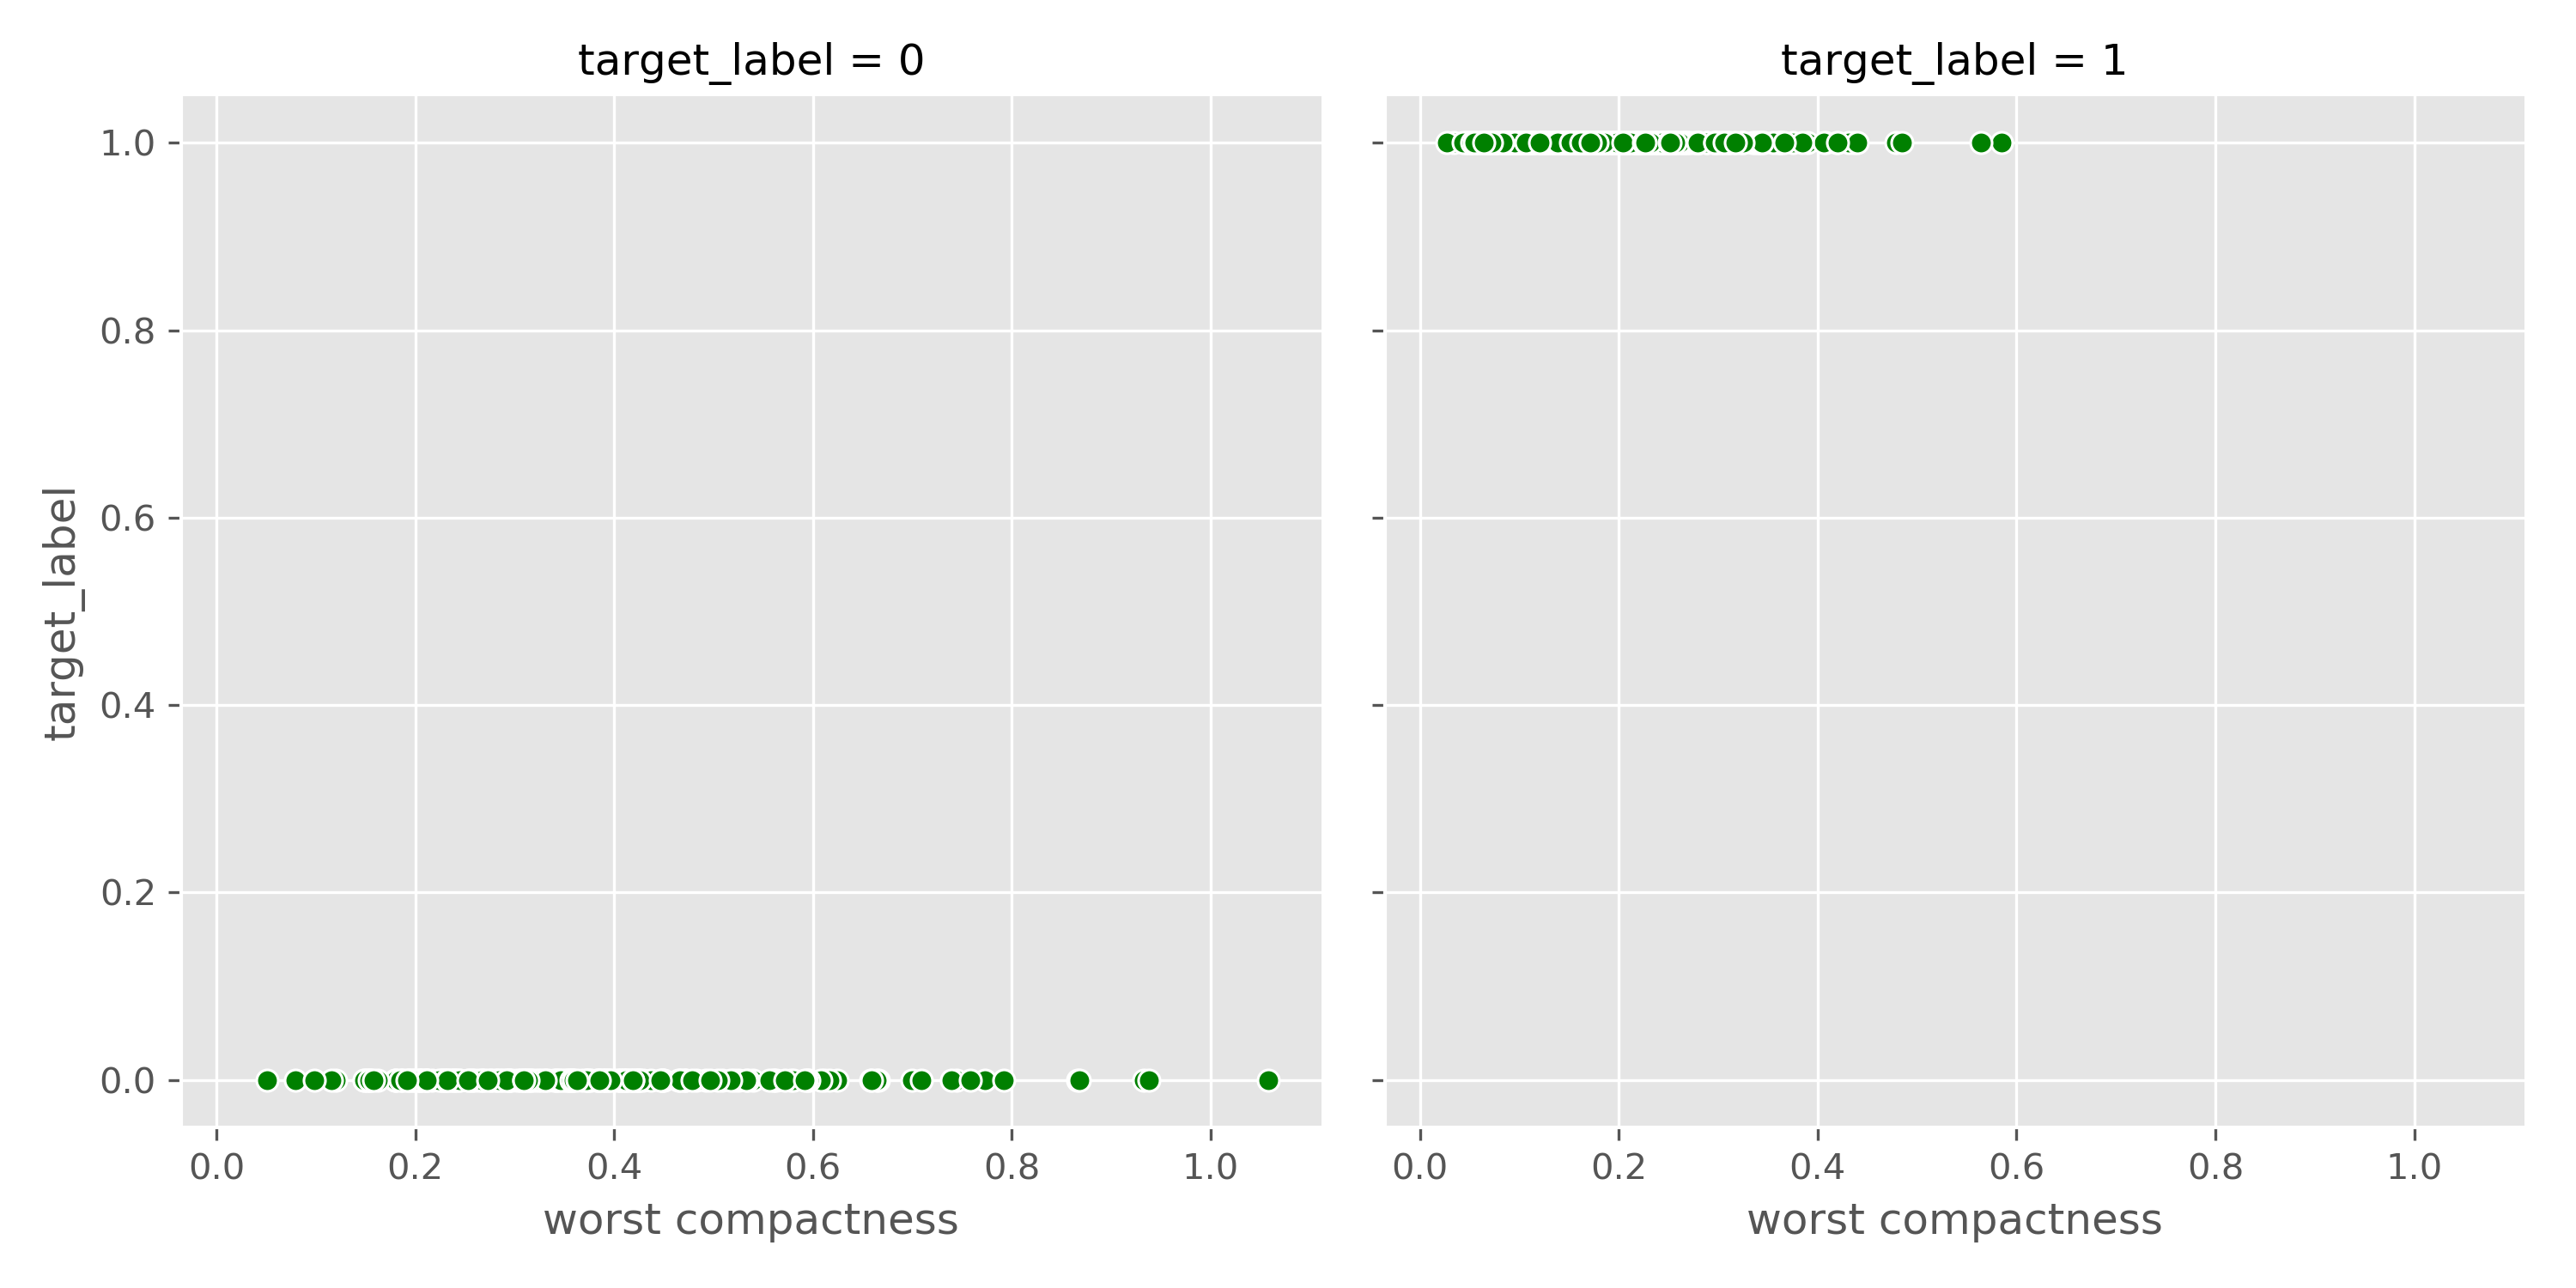 target_label = 0
target_label = 1
target_label
1.0
0.8
0.6
0.4
0.2
0.0
0.0 0.2 0.4 0.6 0.8 1.0
0.0 0.2 0.4 0.6 0.8 1.0
worst compactness
worst compactness